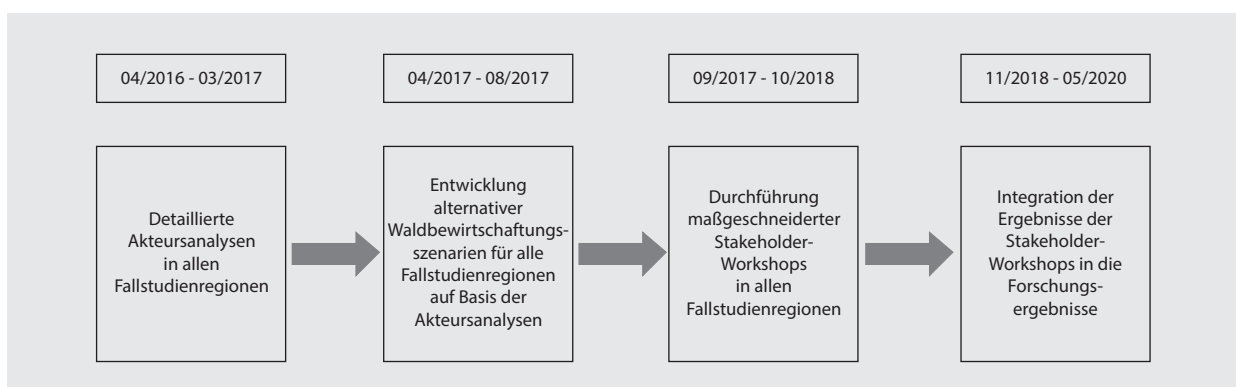 04/2016 - 03/2017
04/2017 - 08/2017
09/2017 - 10/2018
11/2018 - 05/2020
Detaillierte
Akteursanalysen
in allen
Fallstudienregionen
Entwicklung
alternativer
Waldbewirtschaftungs-
szenarien für alle
Fallstudienregionen
auf Basis der
Akteursanalysen
Durchführung
maßgeschneiderter
Stakeholder-
Workshops
in allen
Fallstudienregionen
Integration der
Ergebnisse der
Stakeholder-
Workshops in die
Forschungs-
ergebnisse